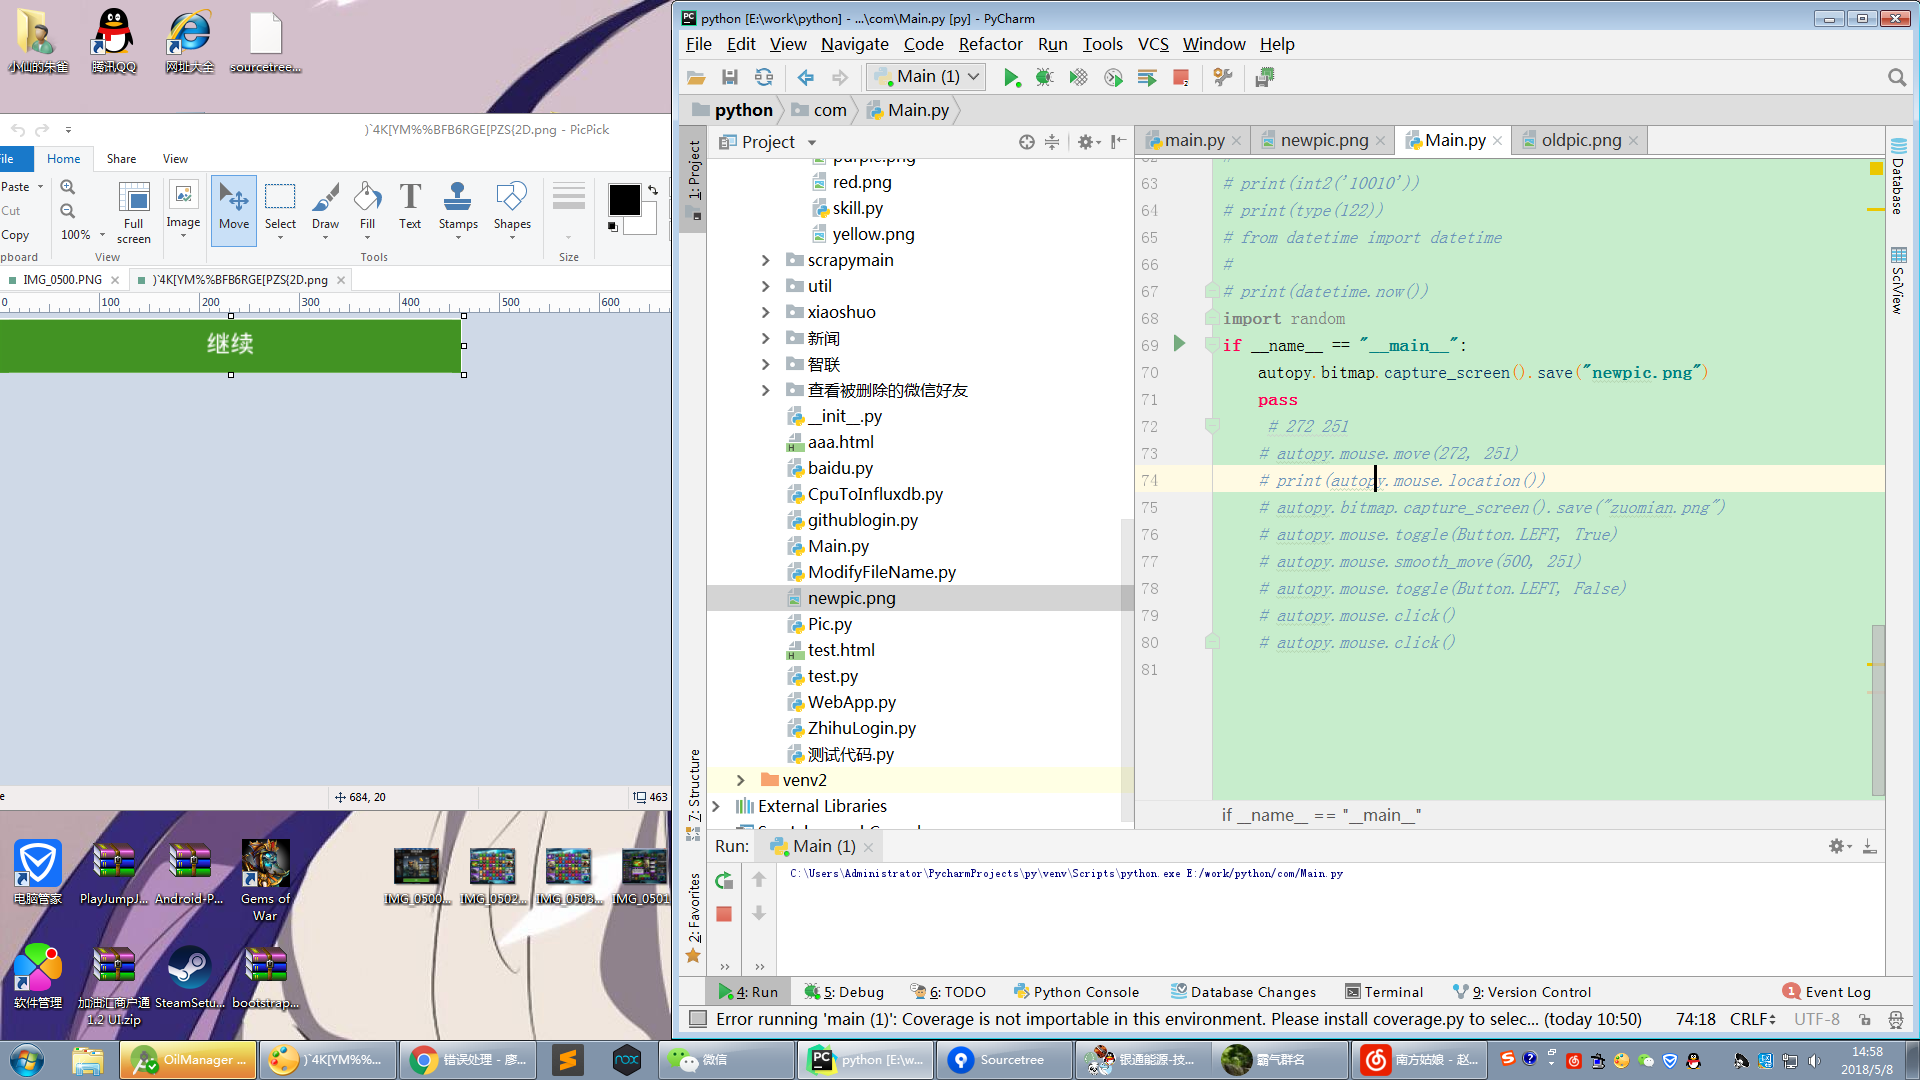 小仙的朱雀
腾讯QQ
网址大全
sourcetree...
)`4K[YM%%BFB6RGE[PZS{2D.png - PicPick
File
Home
Share
View
Paste
Cut
Copy
100%
Full screen
Image
Move
Select
Draw
Fill
Text
Stamps
Shapes
View
Tools
Size
IMG_0500.PNG
)`4K[YM%%BFB6RGE[PZS{2D.png
0 100 200 300 400 500 600
继续
684, 20
463
电脑管家
PlayJumpJ...
Android-P...
Gems of War
IMG_0500...
IMG_0502...
IMG_0503...
IMG_0501
软件管理
加油汇商户通1.2 UI.zip
SteamSetu...
bootstrap...
python [E:\work\python] - ...\com\Main.py [py] - PyCharm
File Edit View Navigate Code Refactor Run Tools VCS Window Help
Main (1)
python com Main.py
1: Project
Project
purple.png
red.png
skill.py
yellow.png
scrapymain
util
xiaoshuo
新闻
智联
查看被删除的微信好友
__init__.py
aaa.html
baidu.py
CpuToInfluxdb.py
githublogin.py
Main.py
ModifyFileName.py
newpic.png
Pic.py
test.html
test.py
WebApp.py
ZhihuLogin.py
测试代码.py
venv2
External Libraries
7: Structure
2: Favorites
main.py
newpic.png
Main.py
oldpic.png
Database
SciView
62 #
63 # print(int2('10010'))
64 # print(type(122))
65 # from datetime import datetime
66 #
67 # print(datetime.now())
68 import random
69 if __name__ == "__main__":
70 autopy.bitmap.capture_screen().save("newpic.png")
71 pass
72 # 272 251
73 # autopy.mouse.move(272, 251)
74 # print(autopy.mouse.location())
75 # autopy.bitmap.capture_screen().save("zuomian.png")
76 # autopy.mouse.toggle(Button.LEFT, True)
77 # autopy.mouse.smooth_move(500, 251)
78 # autopy.mouse.toggle(Button.LEFT, False)
79 # autopy.mouse.click()
80 # autopy.mouse.click()
81
if __name__ == "__main__"
Run: Main (1)
C:\Users\Administrator\PycharmProjects\py\venv\Scripts\python.exe E:/work/python/com/Main.py
4: Run
5: Debug
6: TODO
Python Console
Database Changes
Terminal
9: Version Control
1 Event Log
Error running 'main (1)': Coverage is not importable in this environment. Please install coverage.py to selec... (today 10:50)
74:18 CRLF UTF-8
OilManager ...
)`4K[YM%%...
错误处理 - 廖...
微信
python [E:\w...
Sourcetree
银通能源-技...
霸气群名
南方姑娘 - 赵...
14:58
2018/5/8